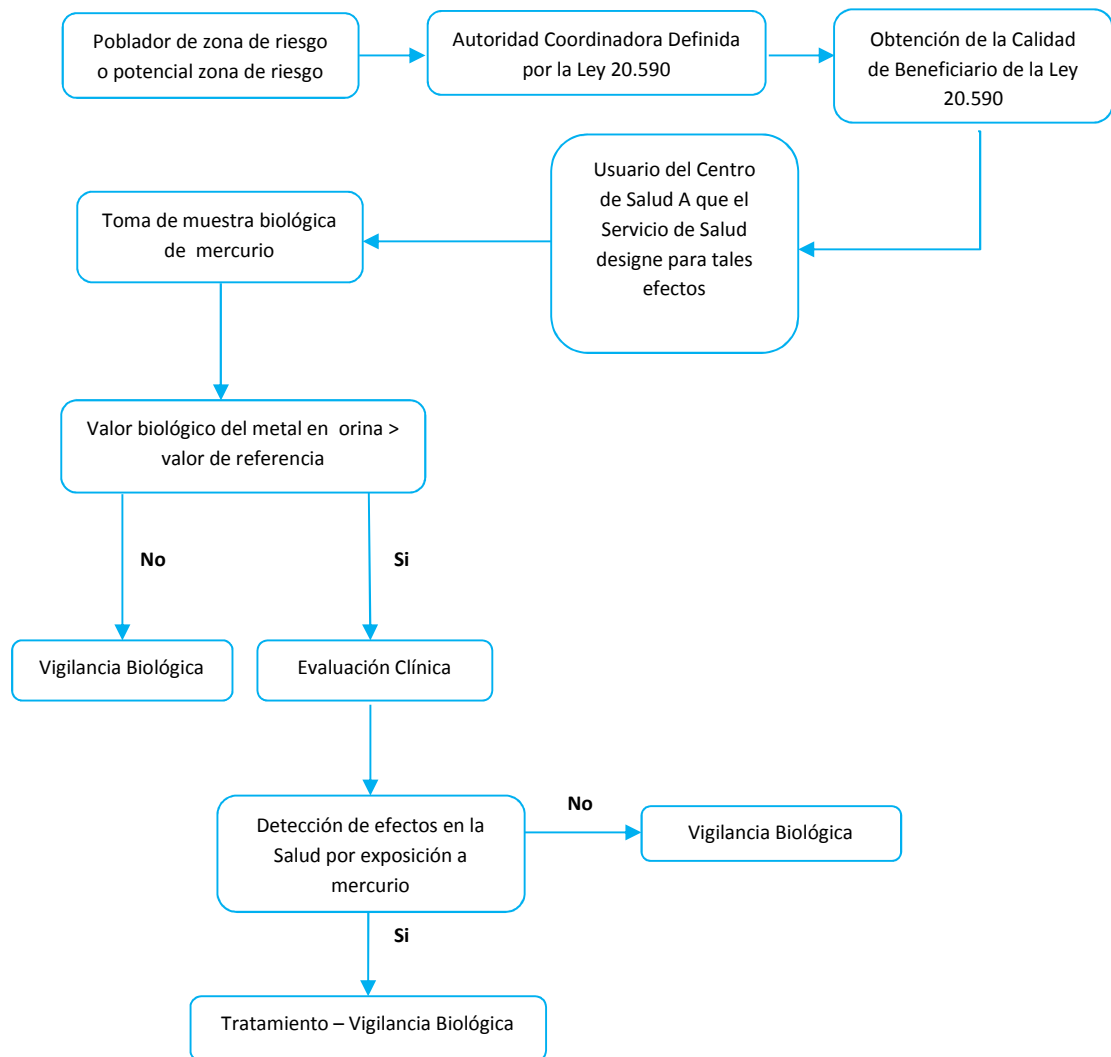 Poblador de zona de riesgo
o potencial zona de riesgo
Autoridad Coordinadora Definida
por la Ley 20.590
Obtención de la Calidad
de Beneficiario de la Ley
20.590
Usuario del Centro
de Salud A que el
Servicio de Salud
designe para tales
efectos
Toma de muestra biológica
de mercurio
Valor biológico del metal en orina >
valor de referencia
No
Si
Vigilancia Biológica
Evaluación Clínica
Detección de efectos en la
Salud por exposición a
mercurio
No
Vigilancia Biológica
Si
Tratamiento – Vigilancia Biológica